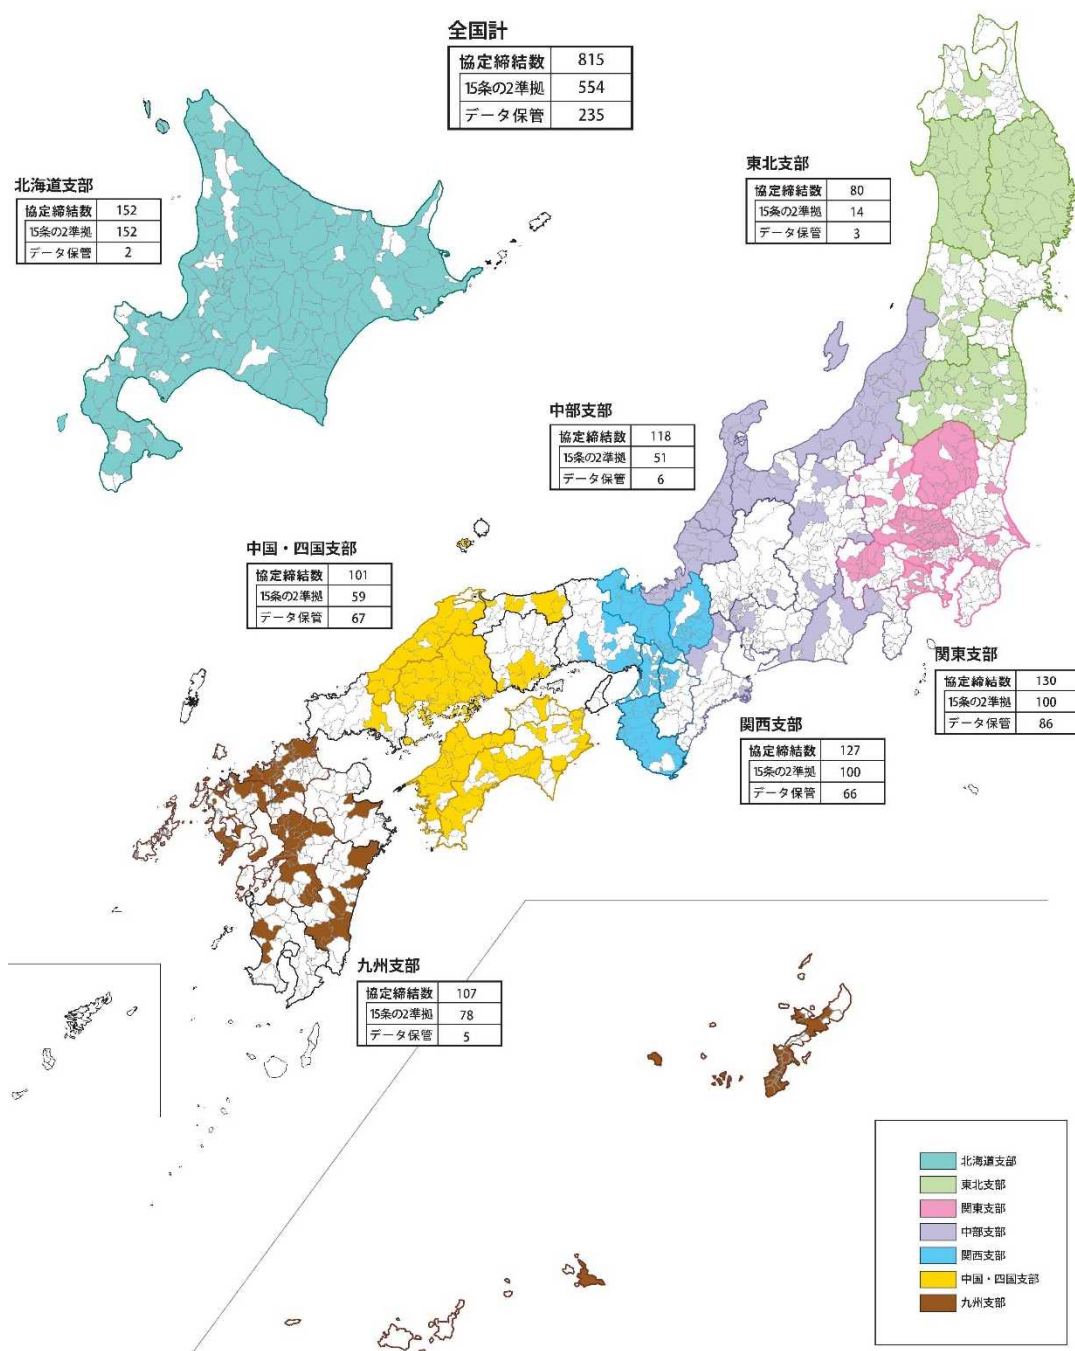 全国計
協定締結数 815
15条の2準拠 554
データ保管 235
北海道支部
協定締結数 152
15条の2準拠 152
データ保管 2
東北支部
協定締結数 80
15条の2準拠 14
データ保管 3
中部支部
協定締結数 118
15条の2準拠 51
データ保管 6
中国・四国支部
協定締結数 101
15条の2準拠 59
データ保管 67
関東支部
協定締結数 130
15条の2準拠 100
データ保管 86
関西支部
協定締結数 127
15条の2準拠 100
データ保管 66
九州支部
協定締結数 107
15条の2準拠 78
データ保管 5
北海道支部
東北支部
関東支部
中部支部
関西支部
中国・四国支部
九州支部